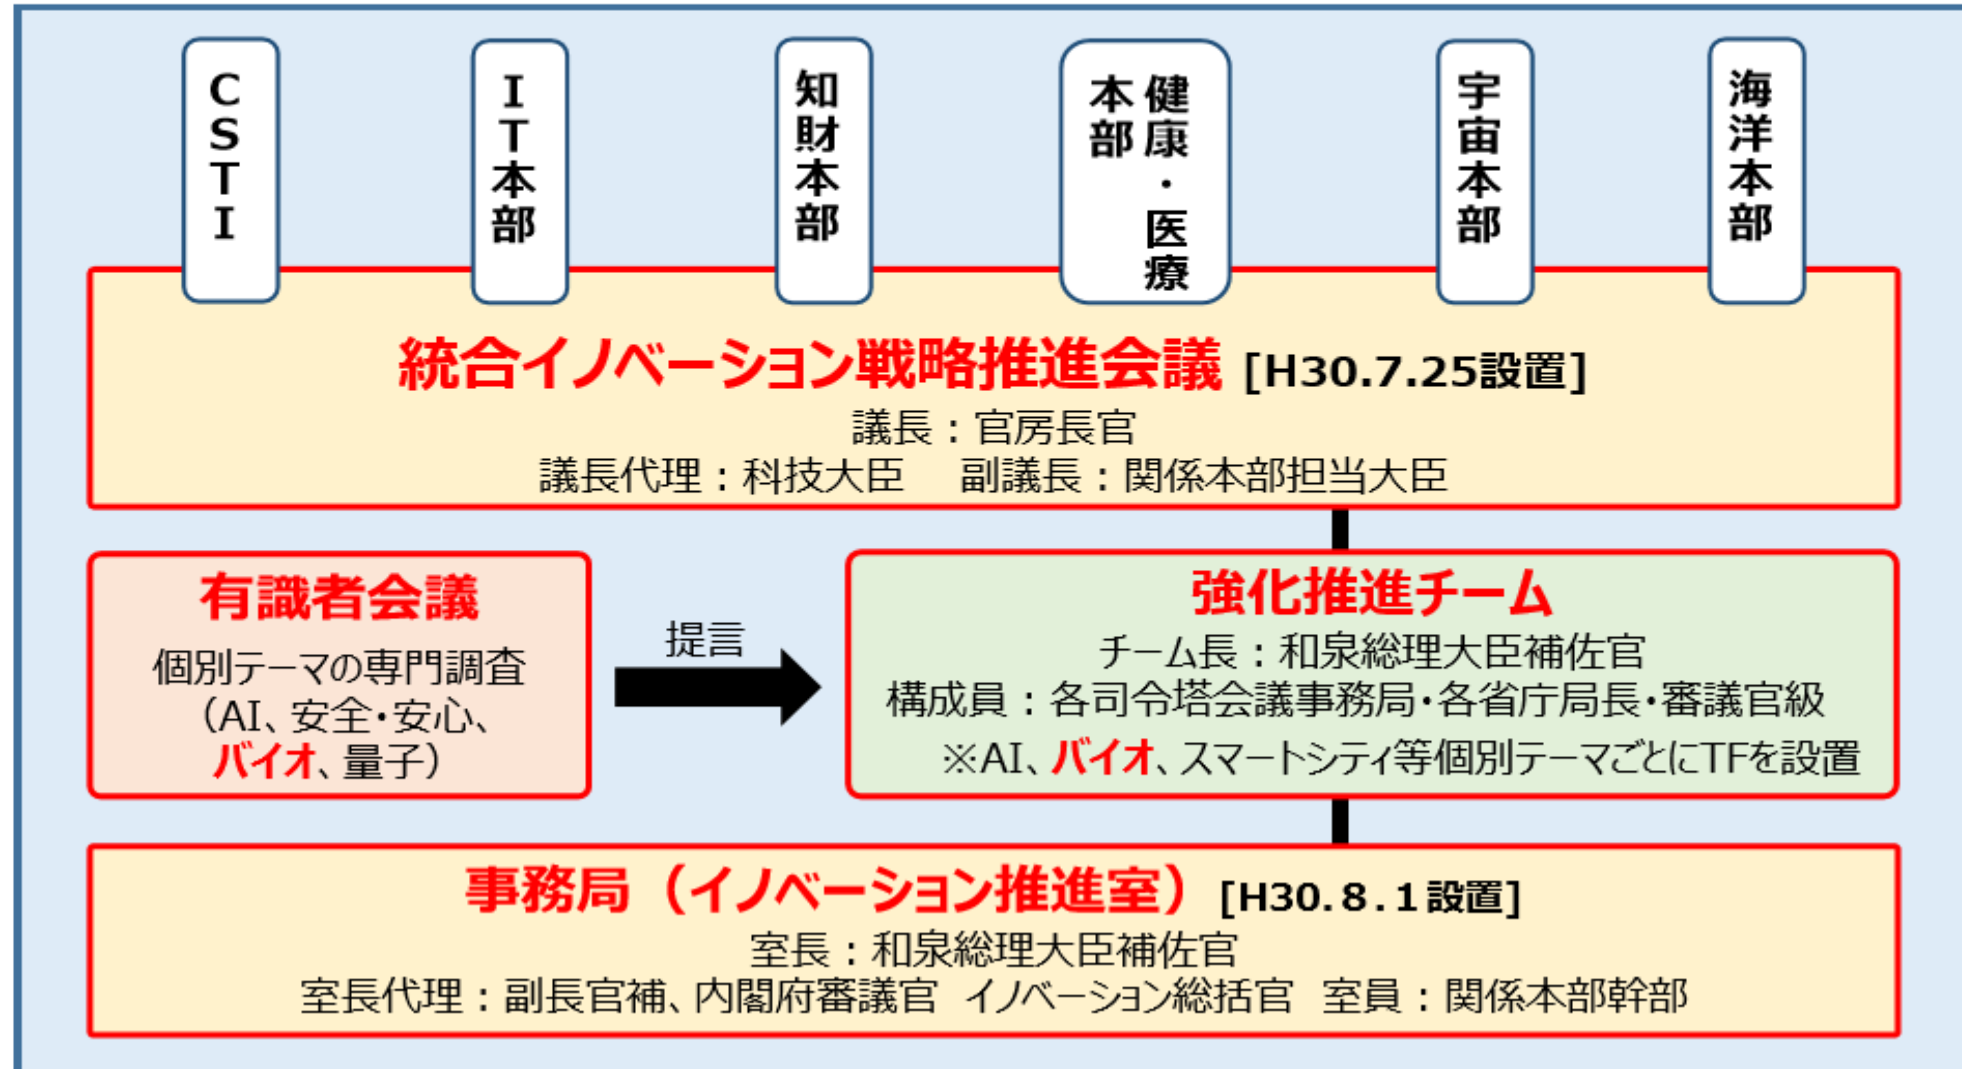 CSTI
IT本部
知財本部
健康・医療
本部
宇宙本部
海洋本部
統合イノベーション戦略推進会議 [H30.7.25設置]
議長：官房長官
議長代理：科技大臣　副議長：関係本部担当大臣
有識者会議
個別テーマの専門調査
（AI、安全・安心、
バイオ、量子）
提言
強化推進チーム
チーム長：和泉総理大臣補佐官
構成員：各司令塔会議事務局・各省庁局長・審議官級
※AI、バイオ、スマートシティ等個別テーマごとにTFを設置
事務局（イノベーション推進室）[H30.８.１設置]
室長：和泉総理大臣補佐官
室長代理：副長官補、内閣府審議官　イノベーション総括官　室員：関係本部幹部